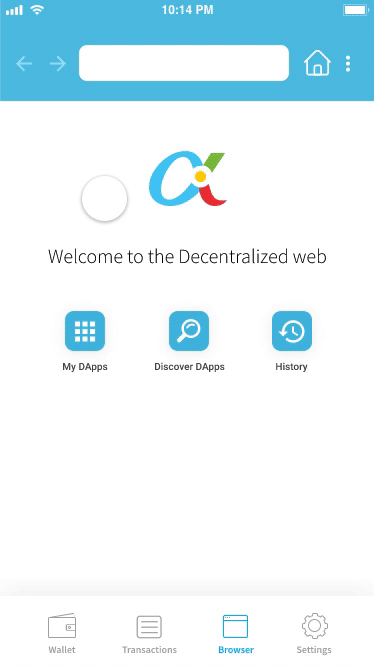 10:14 PM
Welcome to the Decentralized web
My DApps
Discover DApps
History
Wallet
Transactions
Browser
Settings